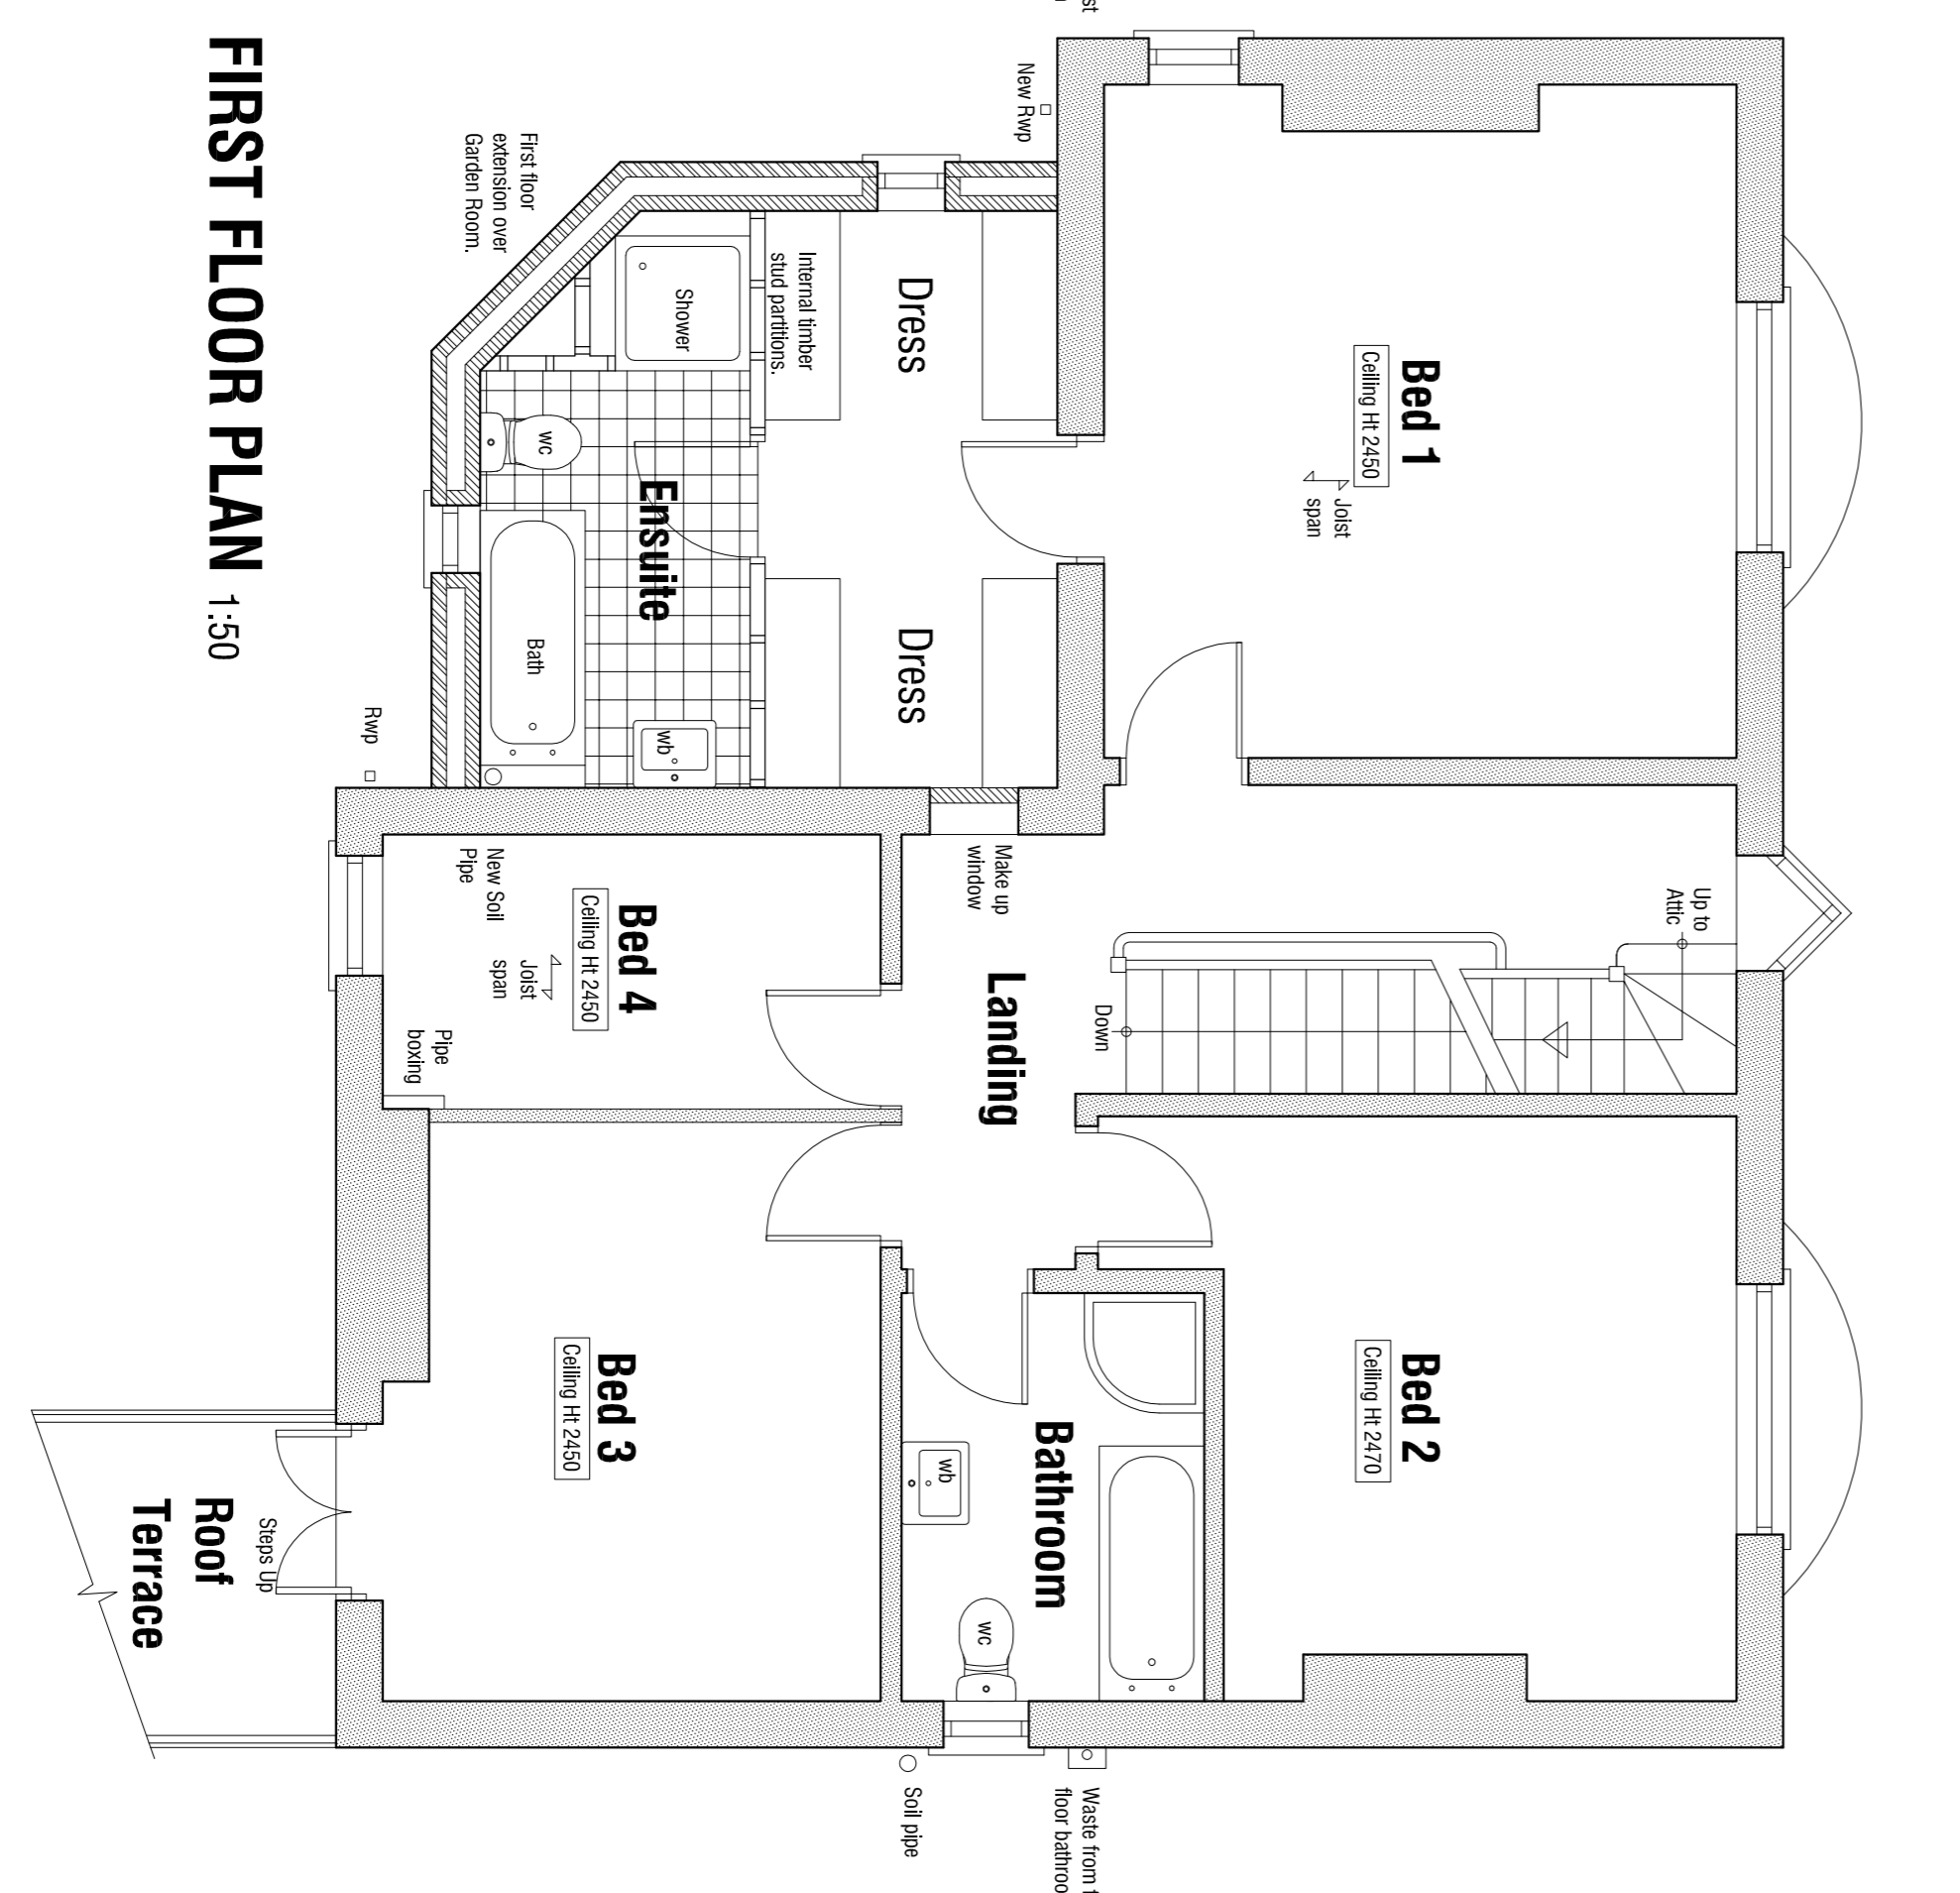 New Rwp
Bed 1
Ceiling Ht 2450
Joist
span
Up to
Attic
Bed 2
Ceiling Ht 2470
Down
Landing
Make up
window
Dress
Dress
Internal timber
stud partitions.
Shower
Ensuite
wb
wc
Bath
First floor
extension over
Garden Room.
Bathroom
wb
wc
Bed 4
Ceiling Ht 2450
Joist
span
New Soil
Pipe
Pipe
boxing
Bed 3
Ceiling Ht 2450
Rwp
Waste from
floor
Soil pipe
Steps Up
Roof
Terrace
FIRST FLOOR PLAN 1:50